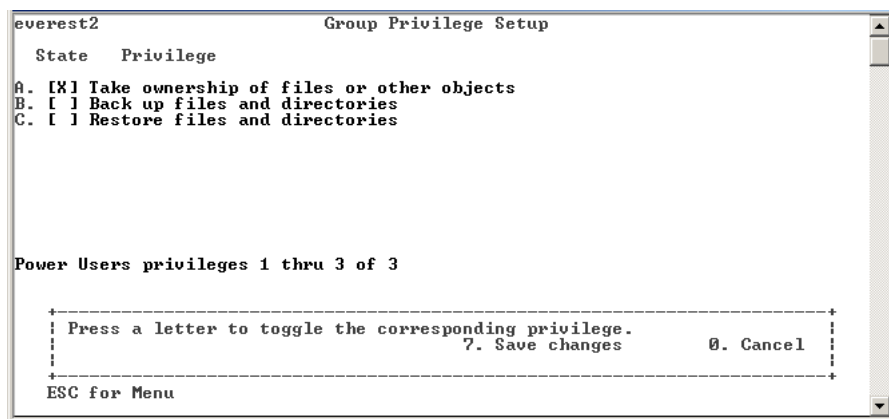 everest2 Group Privilege Setup
State Privilege
A. [X] Take ownership of files or other objects
B. [ ] Back up files and directories
C. [ ] Restore files and directories
Power Users privileges 1 thru 3 of 3
Press a letter to toggle the corresponding privilege.
7. Save changes 0. Cancel
ESC for Menu